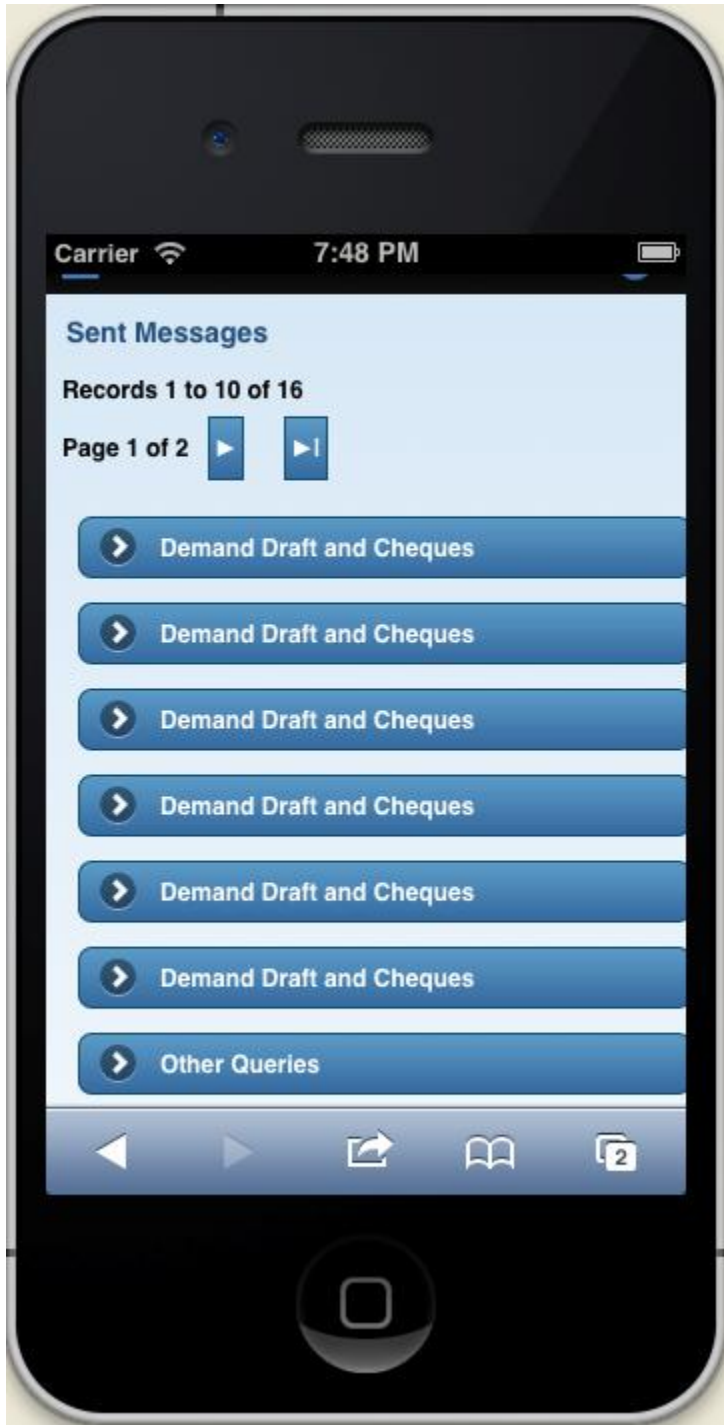 Carrier 7:48 PM
Sent Messages
Records 1 to 10 of 16
Page 1 of 2
Demand Draft and Cheques
Demand Draft and Cheques
Demand Draft and Cheques
Demand Draft and Cheques
Demand Draft and Cheques
Demand Draft and Cheques
Other Queries
2